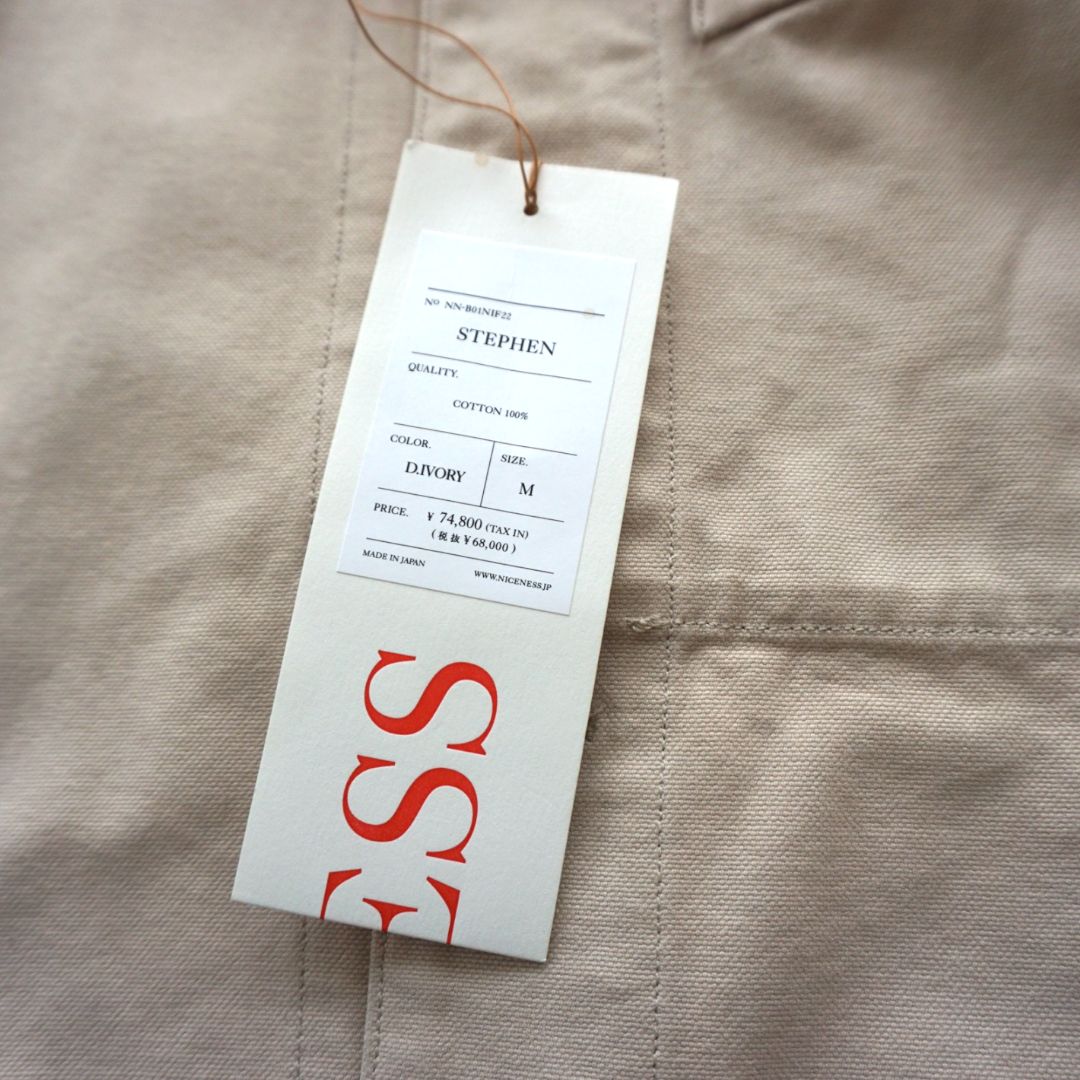 Nº NN-B01NIF22
STEPHEN
QUALITY.
COTTON 100%
COLOR.
D.IVORY
SIZE.
M
PRICE. ¥ 74,800 (TAX IN)
(税抜¥68,000)
MADE IN JAPAN
WWW.NICENESS.JP
ESS